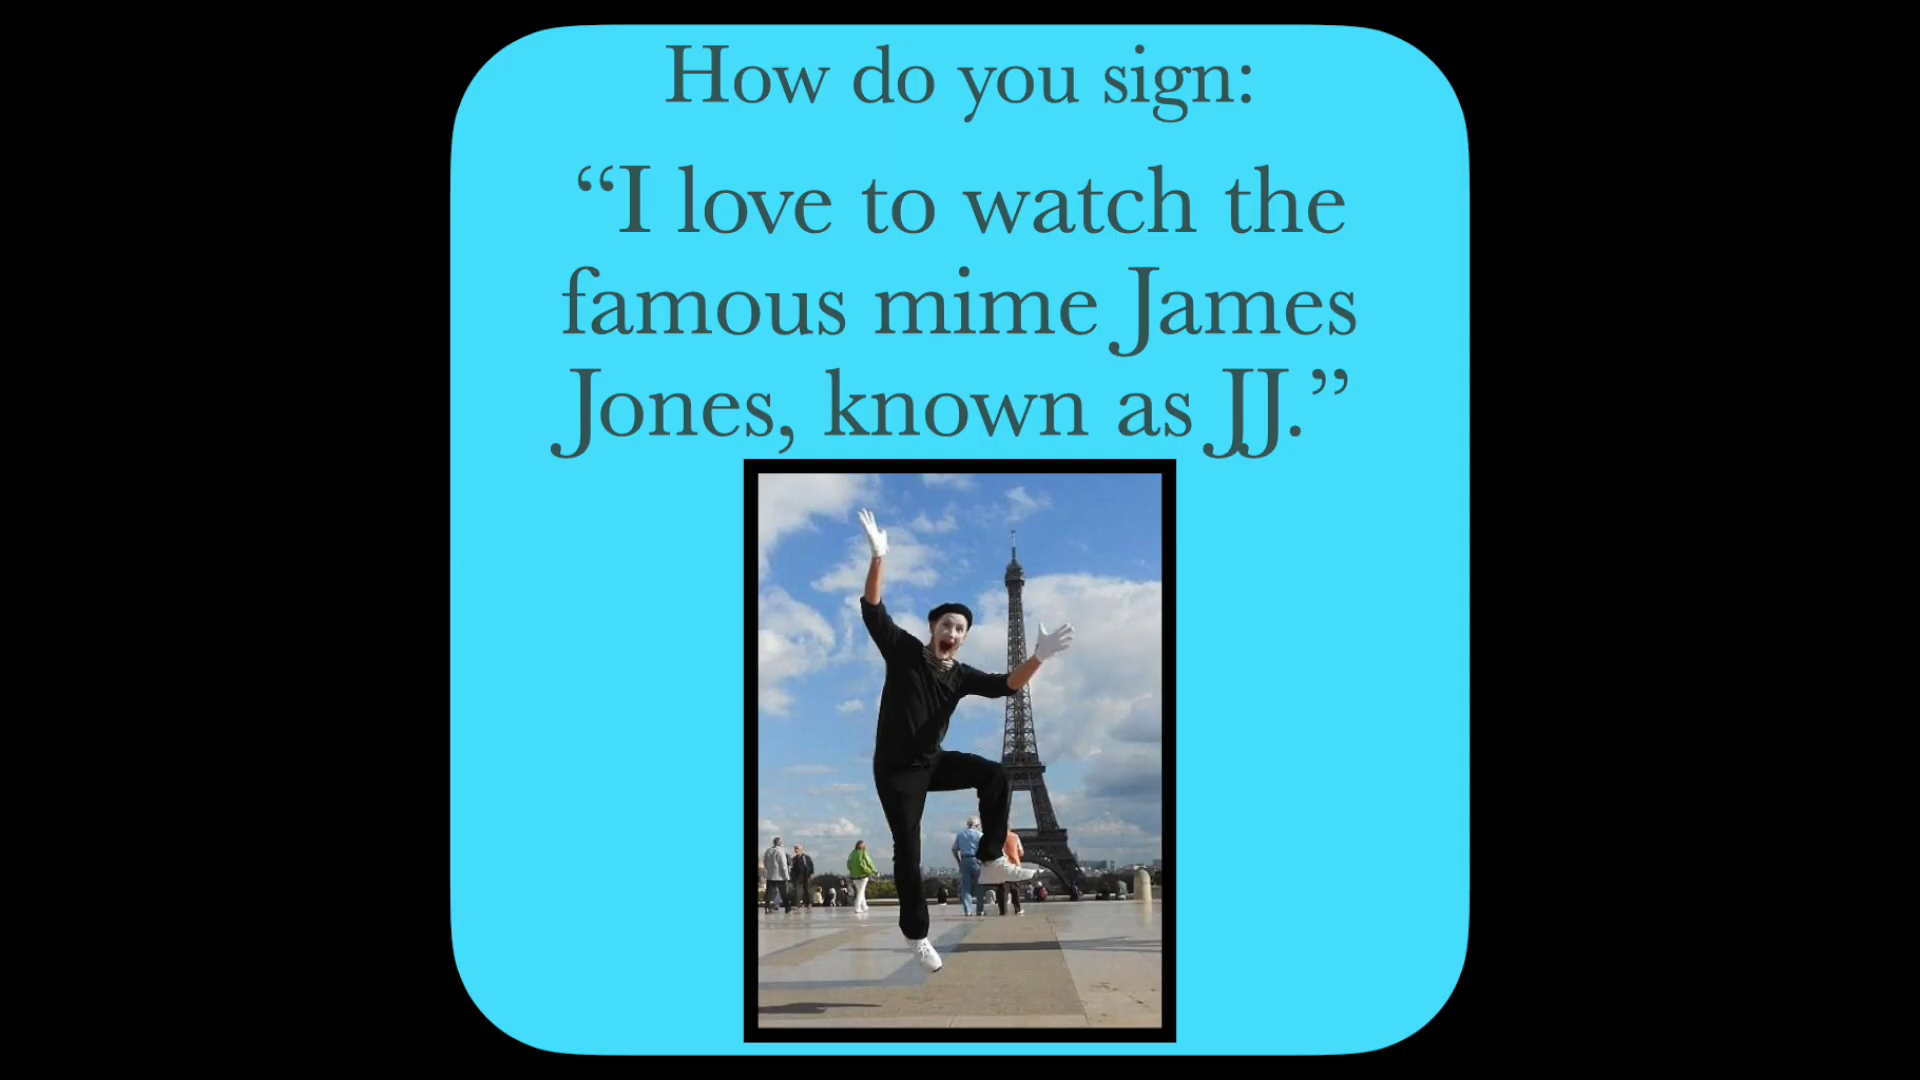 How do you sign:
“I love to watch the
famous mime James
Jones, known as JJ.”